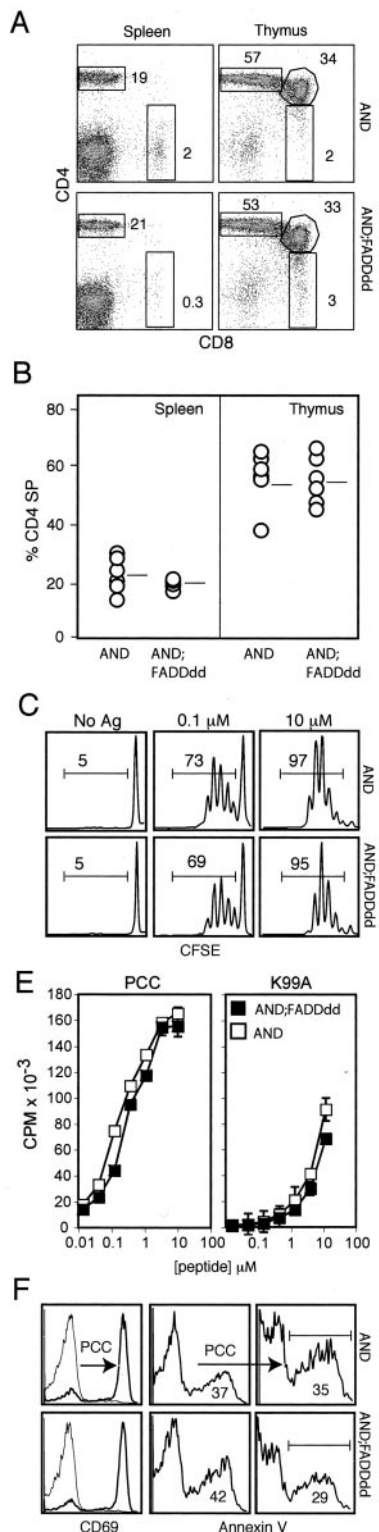 A
Spleen Thymus
19
2
57
34
2
AND
21
0.3
53
33
3
AND;FADDdd
CD4
CD8
B
Spleen Thymus
% CD4 SP
80
60
40
20
0
AND AND; FADDdd AND AND; FADDdd
C
No Ag 0.1 µM 10 µM
5 73 97
AND
5 69 95
AND;FADDdd
CFSE
E
PCC K99A
AND;FADDdd
AND
CPM x 10-3
180
160
140
120
100
80
60
40
20
0
0.01 0.1 1 10 100 0.1 1 10 100
[peptide] µM
F
PCC PCC
37 35
AND
42 29
AND;FADDdd
CD69 Annexin V